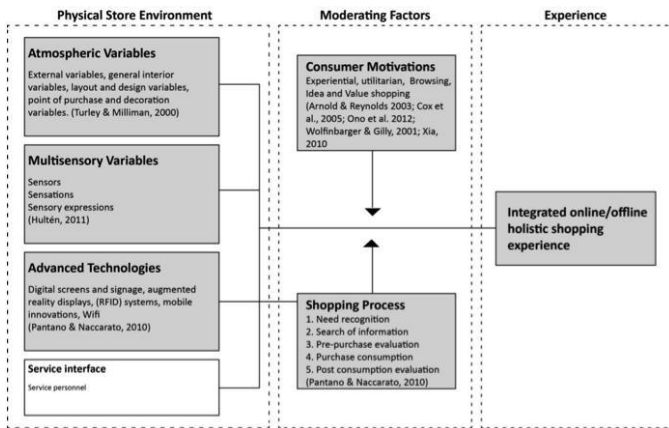 Physical Store Environment
Moderating Factors
Experience
Atmospheric Variables
External variables, general interior
variables, layout and design variables,
point of purchase and decoration
variables. (Turley & Milliman, 2000)
Multisensory Variables
Sensors
Sensations
Sensory expressions
(Hultén, 2011)
Advanced Technologies
Digital screens and signage, augmented
reality displays, (RFID) systems, mobile
innovations, Wifi
(Pantano & Naccarato, 2010)
Service interface
Service personnel
Consumer Motivations
Experiential, utilitarian, Browsing,
Idea and Value shopping
(Arnold & Reynolds 2003; Cox
et al., 2005; Ono et al. 2012;
Wolfinbarger & Gilly, 2001; Xia,
2010
Shopping Process
1. Need recognition
2. Search of information
3. Pre-purchase evaluation
4. Purchase consumption
5. Post consumption evaluation
(Pantano & Naccarato, 2010)
Integrated online/offline
holistic shopping
experience